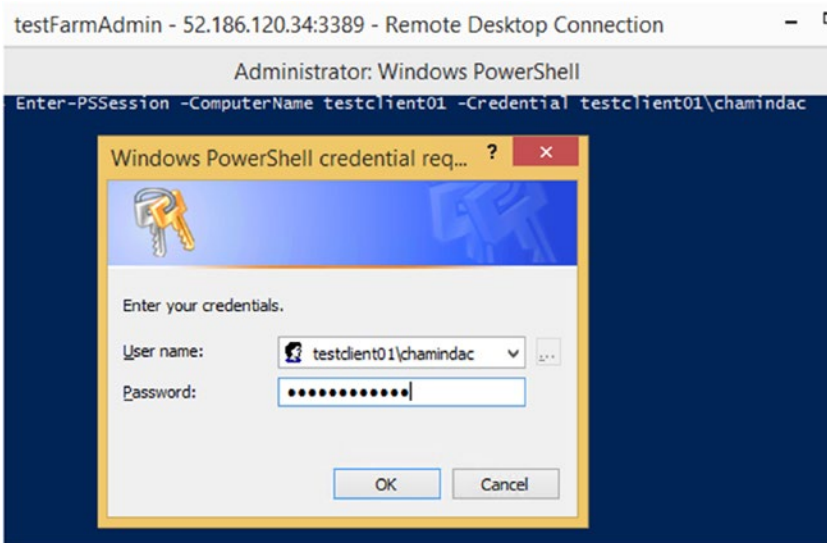 testFarmAdmin - 52.186.120.34:3389 - Remote Desktop Connection
Administrator: Windows PowerShell
Enter-PSSession -ComputerName testclient01 -Credential testclient01\chamindac
Windows PowerShell credential req... ?
Enter your credentials.
User name: testclient01\chamindac ...
Password: ●●●●●●●●●●●●
OK Cancel